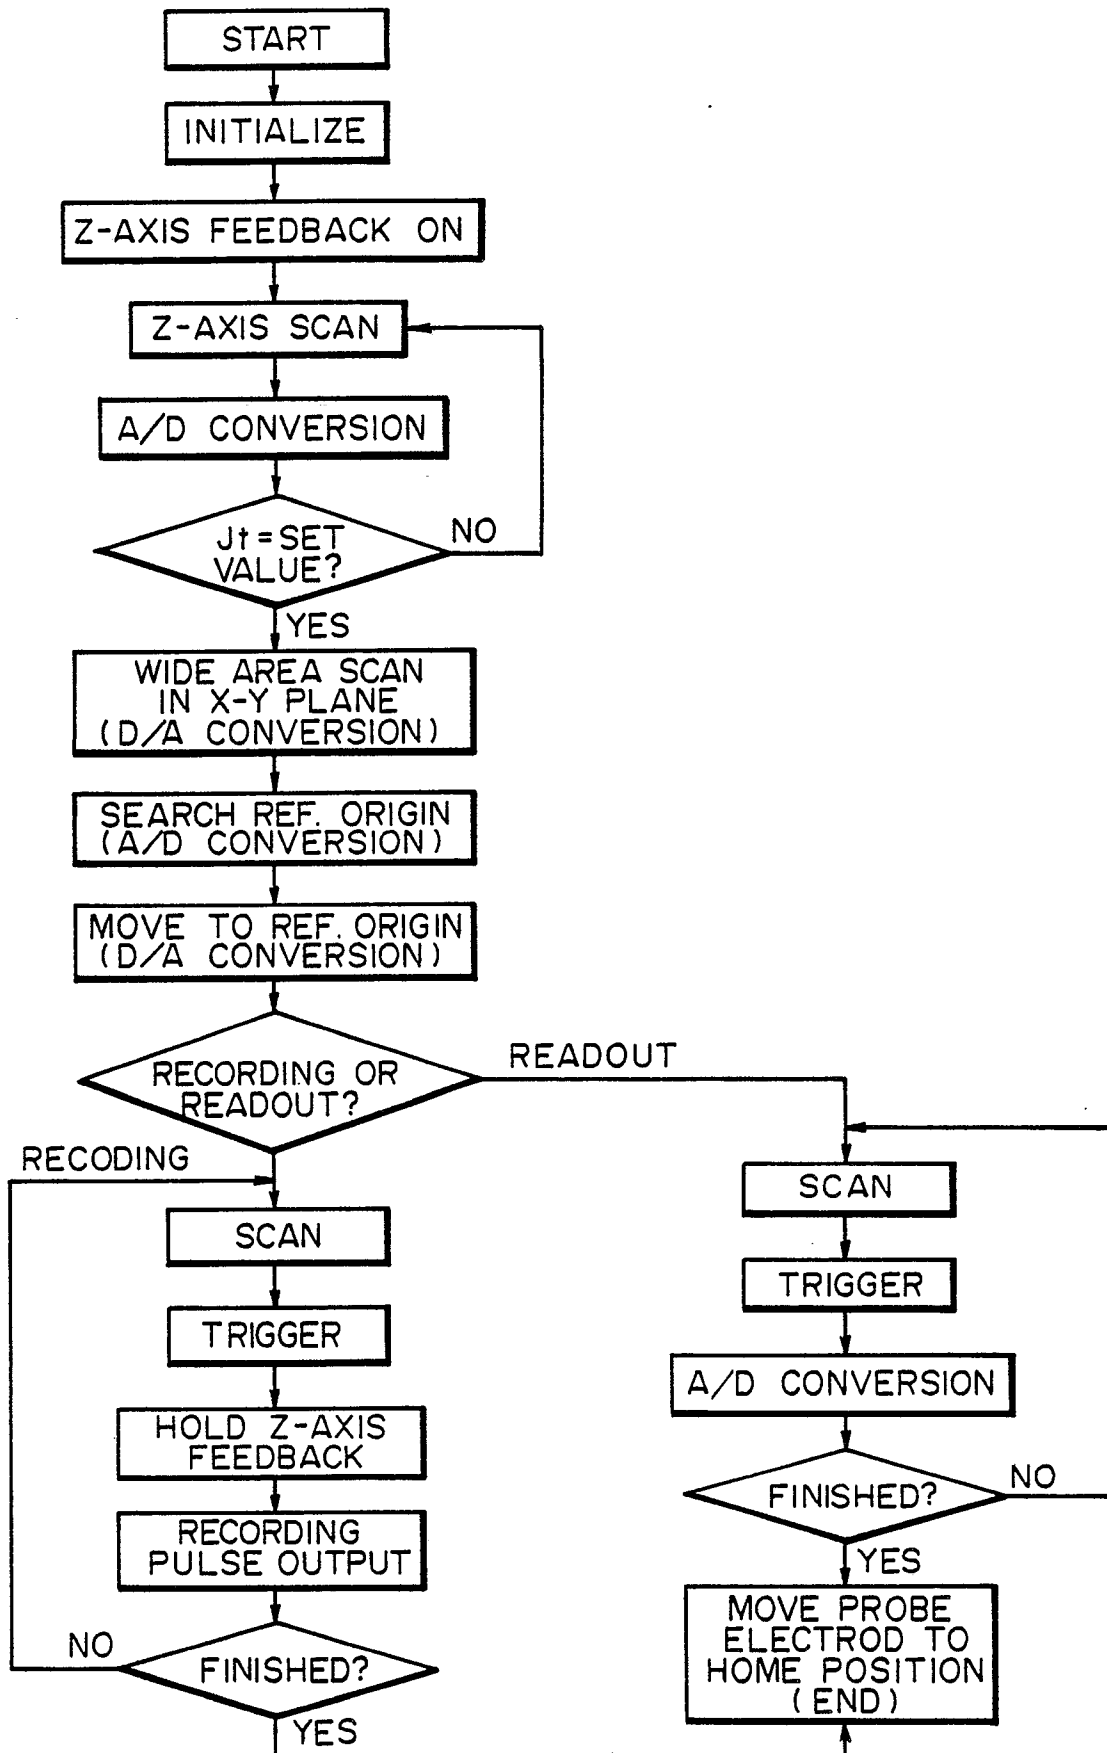 START
INITIALIZE
Z-AXIS FEEDBACK ON
Z-AXIS SCAN
A/D CONVERSION
Jt=SET
VALUE?
NO
YES
WIDE AREA SCAN
IN X-Y PLANE
(D/A CONVERSION)
SEARCH REF. ORIGIN
(A/D CONVERSION)
MOVE TO REF. ORIGIN
(D/A CONVERSION)
RECORDING OR
READOUT?
READOUT
RECODING
SCAN
TRIGGER
HOLD Z-AXIS
FEEDBACK
RECORDING
PULSE OUTPUT
FINISHED?
NO
YES
SCAN
TRIGGER
A/D CONVERSION
FINISHED?
NO
YES
MOVE PROBE
ELECTROD TO
HOME POSITION
(END)